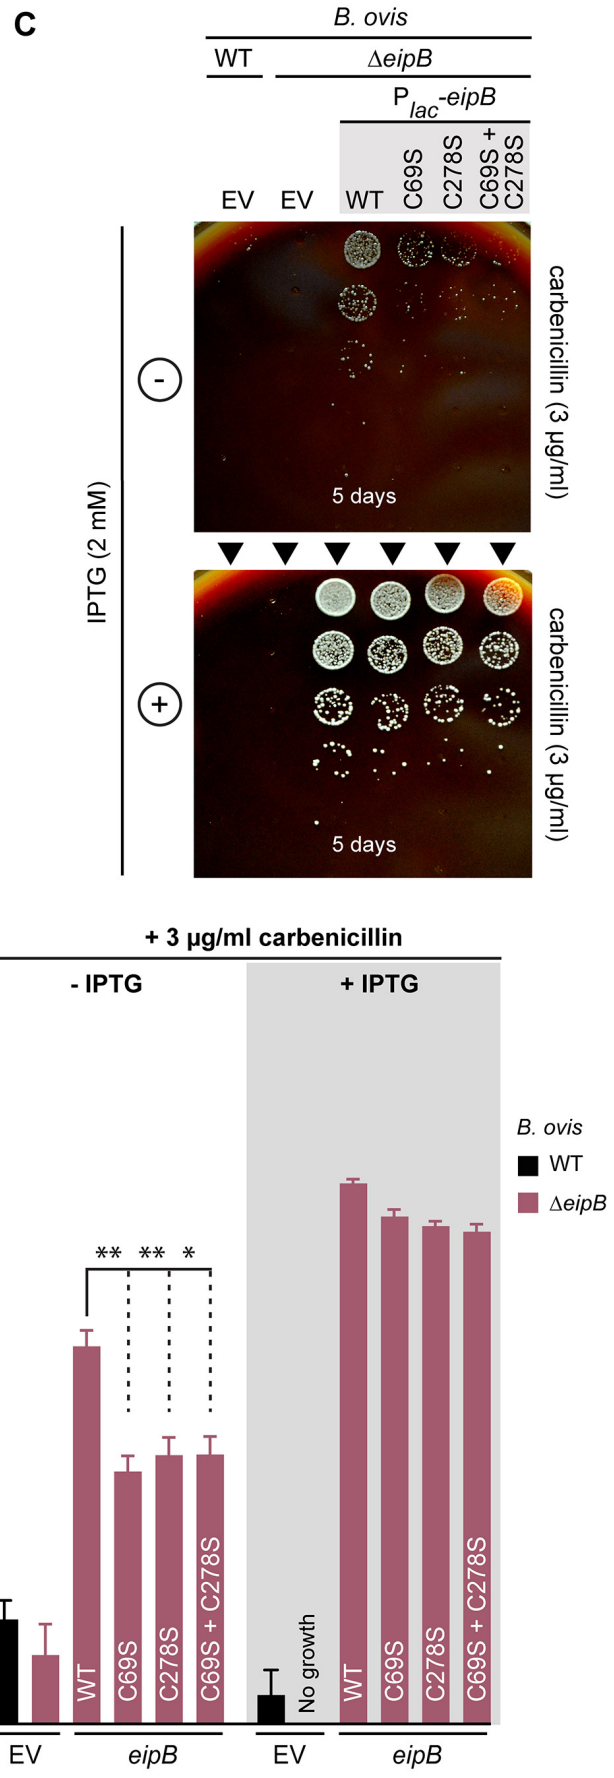 C
B. ovis
WT
ΔeipB
Plac-eipB
EV
EV
WT
C69S
C278S
C69S +
C278S
-
carbenicillin (3 μg/ml)
5 days
IPTG (2 mM)
+
carbenicillin (3 μg/ml)
5 days
+ 3 μg/ml carbenicillin
- IPTG
+ IPTG
B. ovis
WT
ΔeipB
** ** *
WT
C69S
C278S
C69S + C278S
No growth
WT
C69S
C278S
C69S + C278S
EV
eipB
EV
eipB